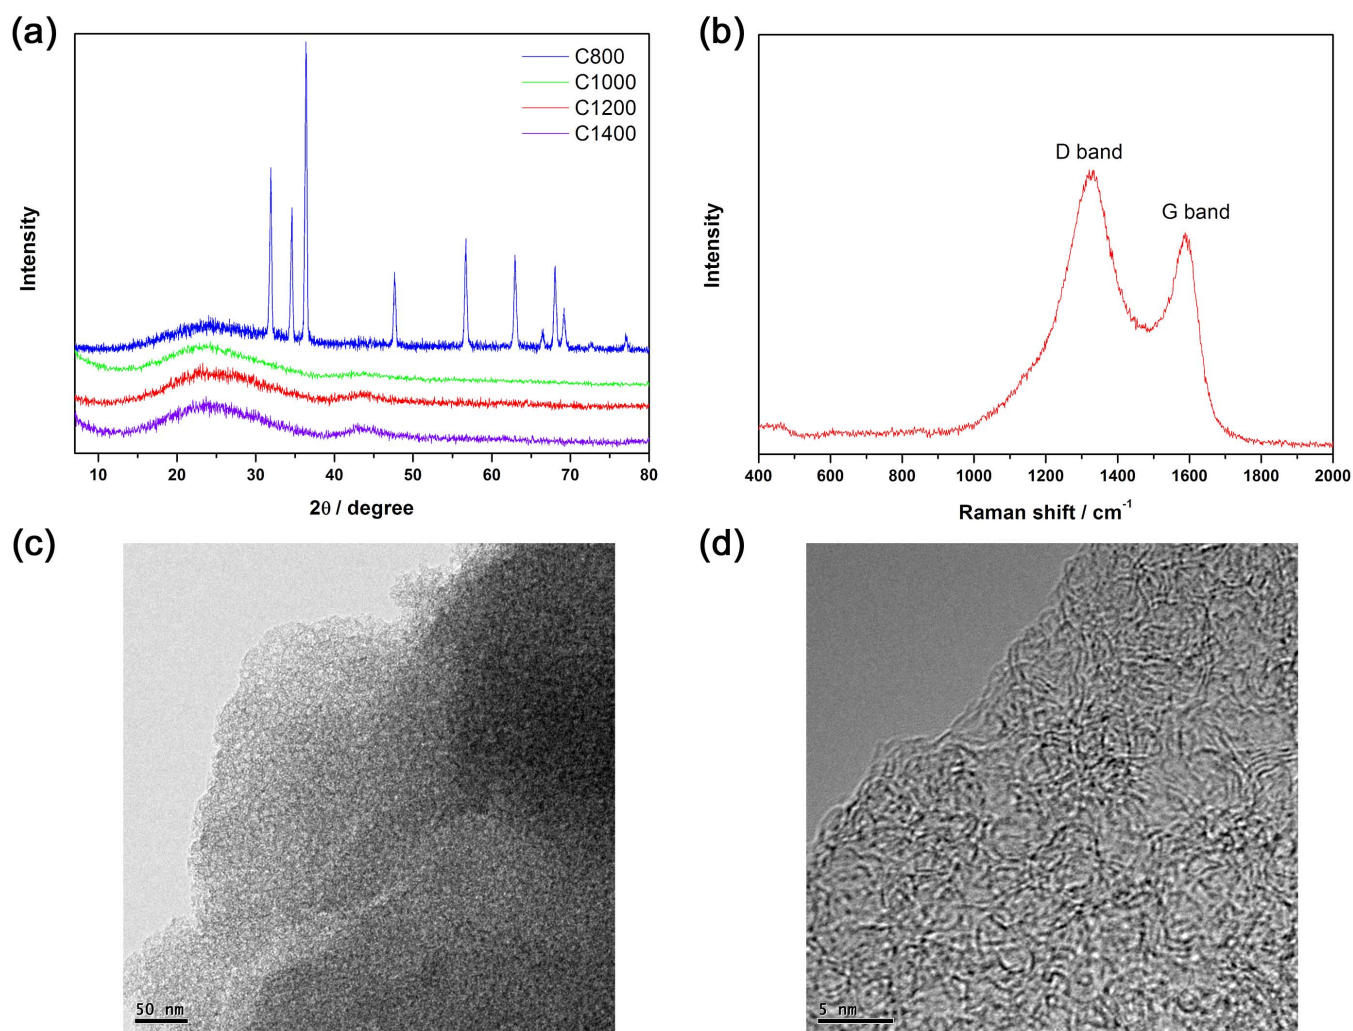 (a)
C800
C1000
C1200
C1400
Intensity
10 20 30 40 50 60 70 80
2θ / degree
(b)
D band
G band
Intensity
400 600 800 1000 1200 1400 1600 1800 2000
Raman shift / cm⁻¹
(c)
50 nm
(d)
5 nm